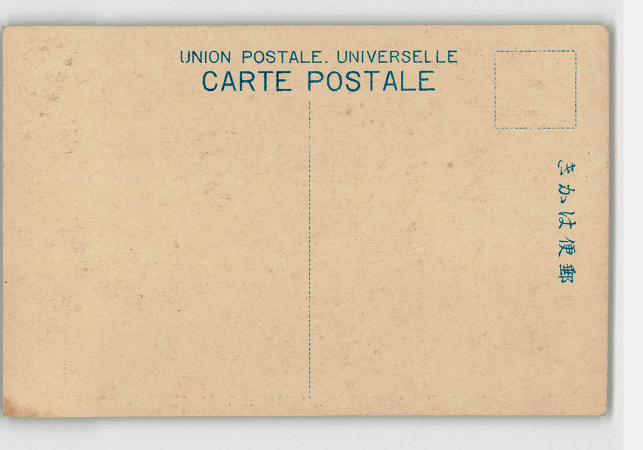 UNION POSTALE. UNIVERSELLE
CARTE POSTALE
郵便はかき